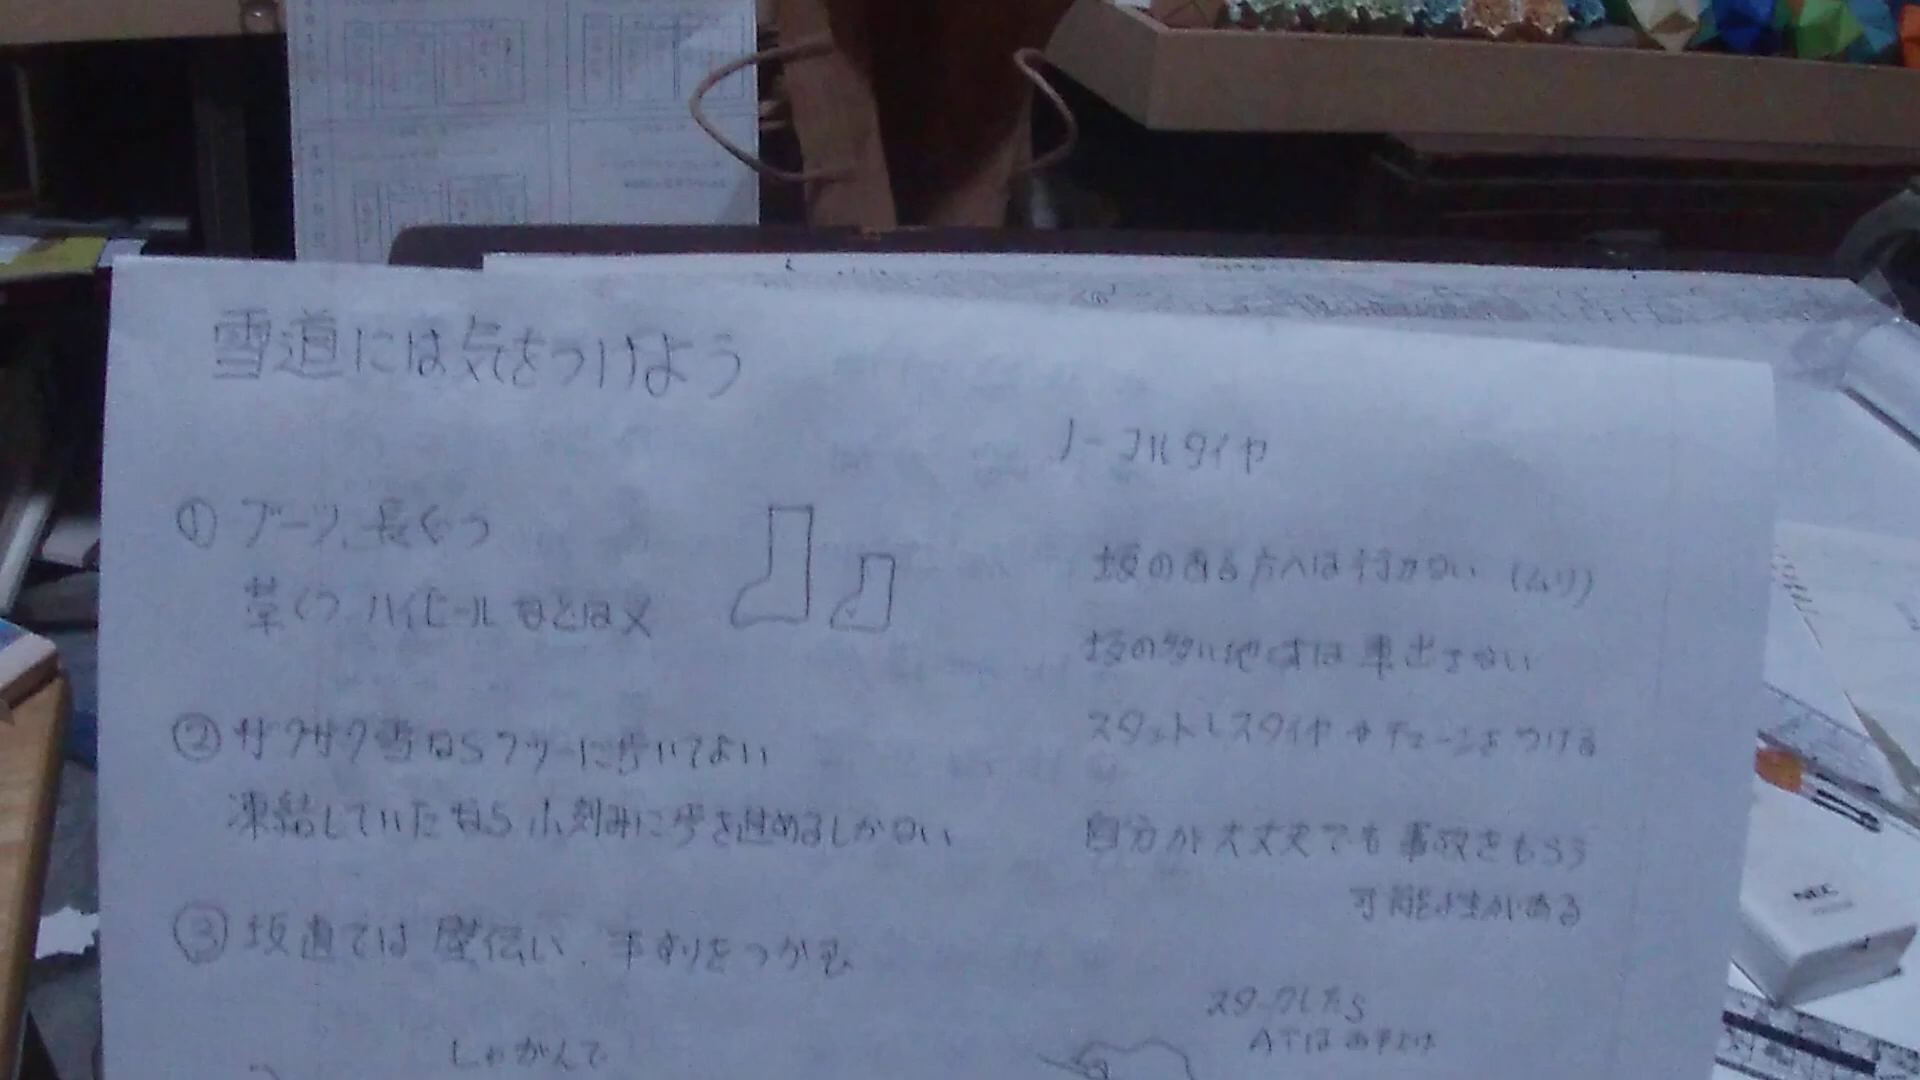 雪道には気をつけよう
① ブーツ、長ぐつ
革ぐつ ハイヒールなどは×
② サクサク雪ならフツーに歩いてよい
凍結していたなら小刻みに歩を進めるしかない
③ 坂道では壁伝い、手すりをつかむ
しゃがんで
ノーマルタイヤ
坂のある方へは行かない (ムリ)
坂の多い地域は車出さない
スタットレスタイヤ+チェーンをつける
自分が大丈夫でも事故をもらう
可能性がある
スタックしたら
ATは
NEC